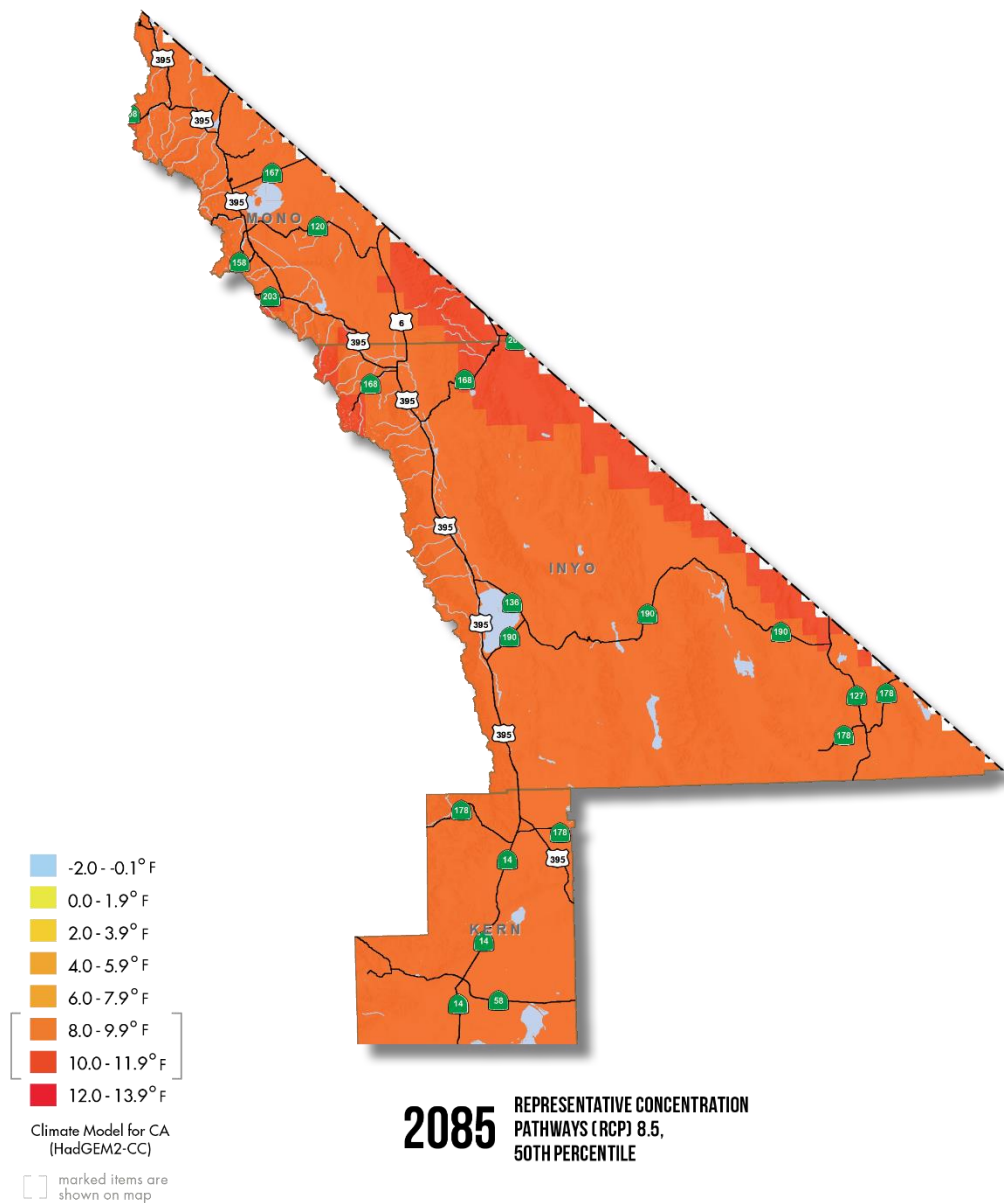 395
395
167
395
MONO
120
158
203
6
395
168
168
395
395
INYO
136
190
395
190
190
127
178
178
395
178
178
14
395
KERN
14
14
58
-2.0 - -0.1° F
0.0 - 1.9° F
2.0 - 3.9° F
4.0 - 5.9° F
6.0 - 7.9° F
8.0 - 9.9° F
10.0 - 11.9° F
12.0 - 13.9° F
Climate Model for CA
(HadGEM2-CC)
marked items are
shown on map
2085
REPRESENTATIVE CONCENTRATION
PATHWAYS (RCP) 8.5,
50TH PERCENTILE